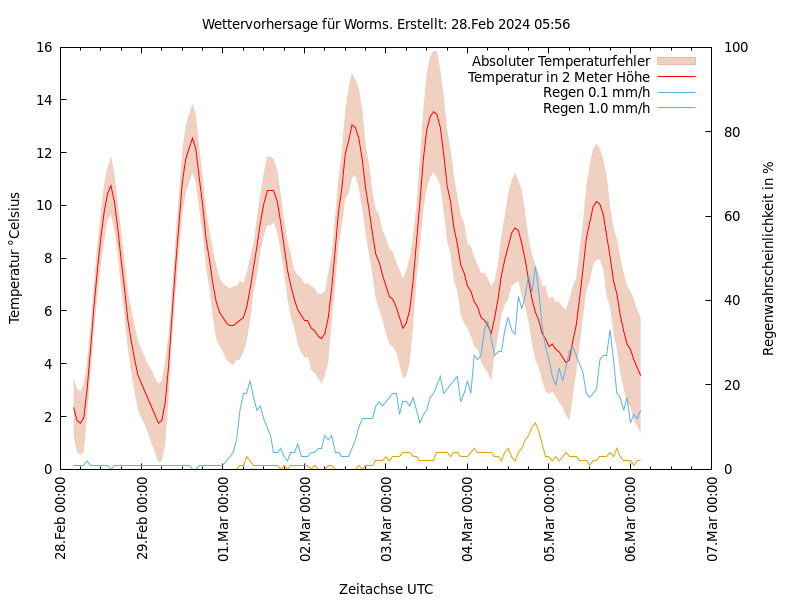 Wettervorhersage für Worms. Erstellt: 28.Feb 2024 05:56
Absoluter Temperaturfehler
Temperatur in 2 Meter Höhe
Regen 0.1 mm/h
Regen 1.0 mm/h
Temperatur °Celsius
16
14
12
10
8
6
4
2
0
100
80
60
40
20
0
Regenwahrscheinlichkeit in %
28.Feb 00:00
29.Feb 00:00
01.Mar 00:00
02.Mar 00:00
03.Mar 00:00
04.Mar 00:00
05.Mar 00:00
06.Mar 00:00
07.Mar 00:00
Zeitachse UTC